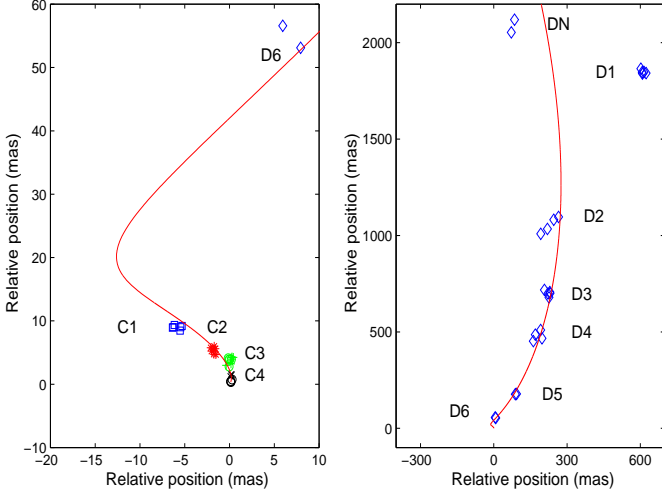 60
50
40
30
20
10
0
−10
−20
−15
−10
−5
0
5
10
Relative position (mas)
Relative position (mas)
D6
C1
C2
C3
C4
2000
1500
1000
500
0
−300
0
300
600
Relative position (mas)
Relative position (mas)
DN
D1
D2
D3
D4
D5
D6